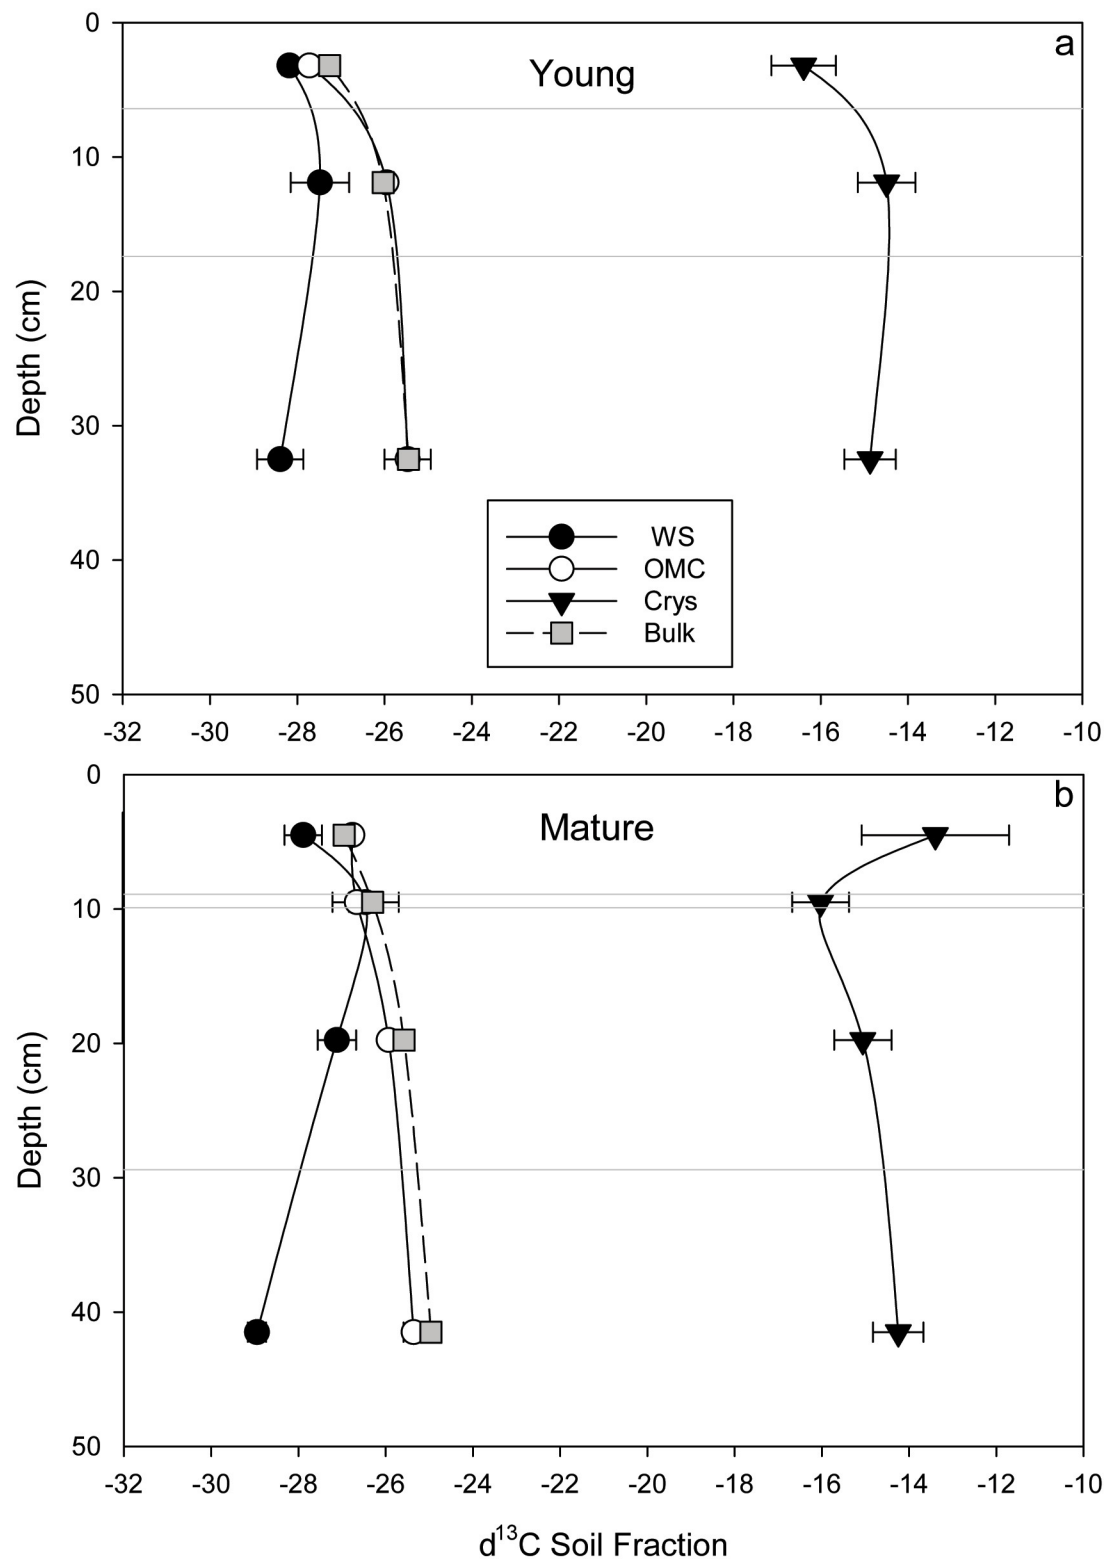 0
a
Young
10
20
Depth (cm)
30
WS
OMC
Crys
Bulk
40
50
-32 -30 -28 -26 -24 -22 -20 -18 -16 -14 -12 -10
0
b
Mature
10
20
Depth (cm)
30
40
50
-32 -30 -28 -26 -24 -22 -20 -18 -16 -14 -12 -10
d¹³C Soil Fraction